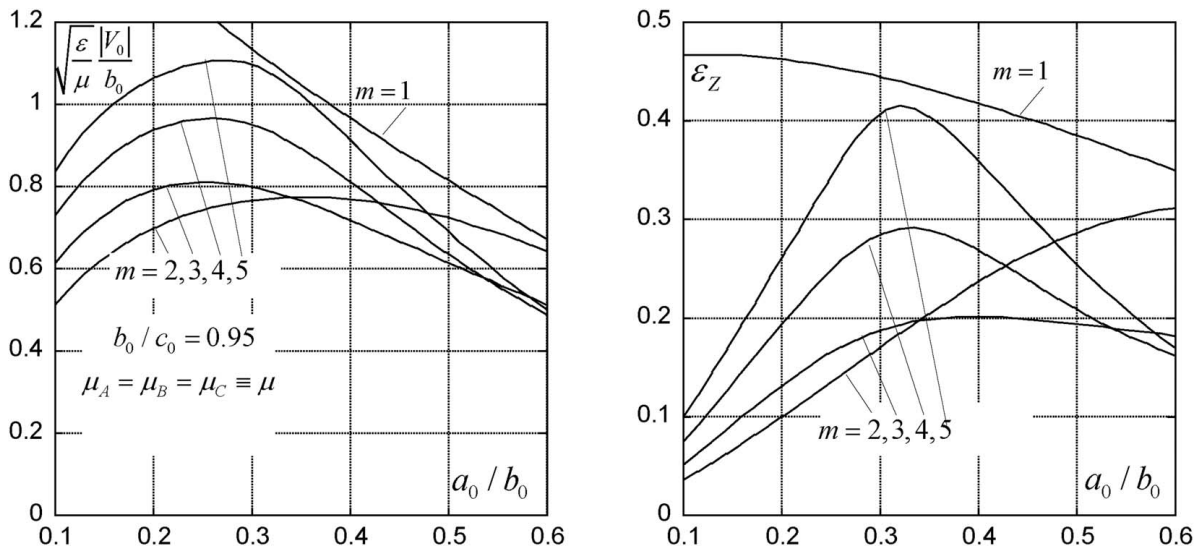 1.2
1
0.8
0.6
0.4
0.2
0
√(ε/μ) |V₀|/b₀
m = 1
m = 2,3,4,5
b₀ / c₀ = 0.95
μ_A = μ_B = μ_C ≡ μ
a₀ / b₀
0.1 0.2 0.3 0.4 0.5 0.6
0.5
0.4
0.3
0.2
0.1
0
ε_Z
m = 1
m = 2,3,4,5
a₀ / b₀
0.1 0.2 0.3 0.4 0.5 0.6